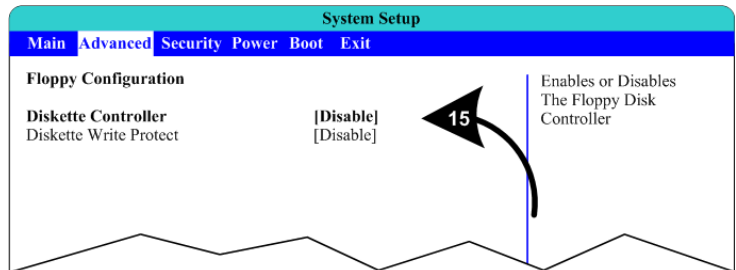 System Setup
Main Advanced Security Power Boot Exit
Floppy Configuration
Diskette Controller [Disable]
Diskette Write Protect [Disable]
15
Enables or Disables
The Floppy Disk
Controller